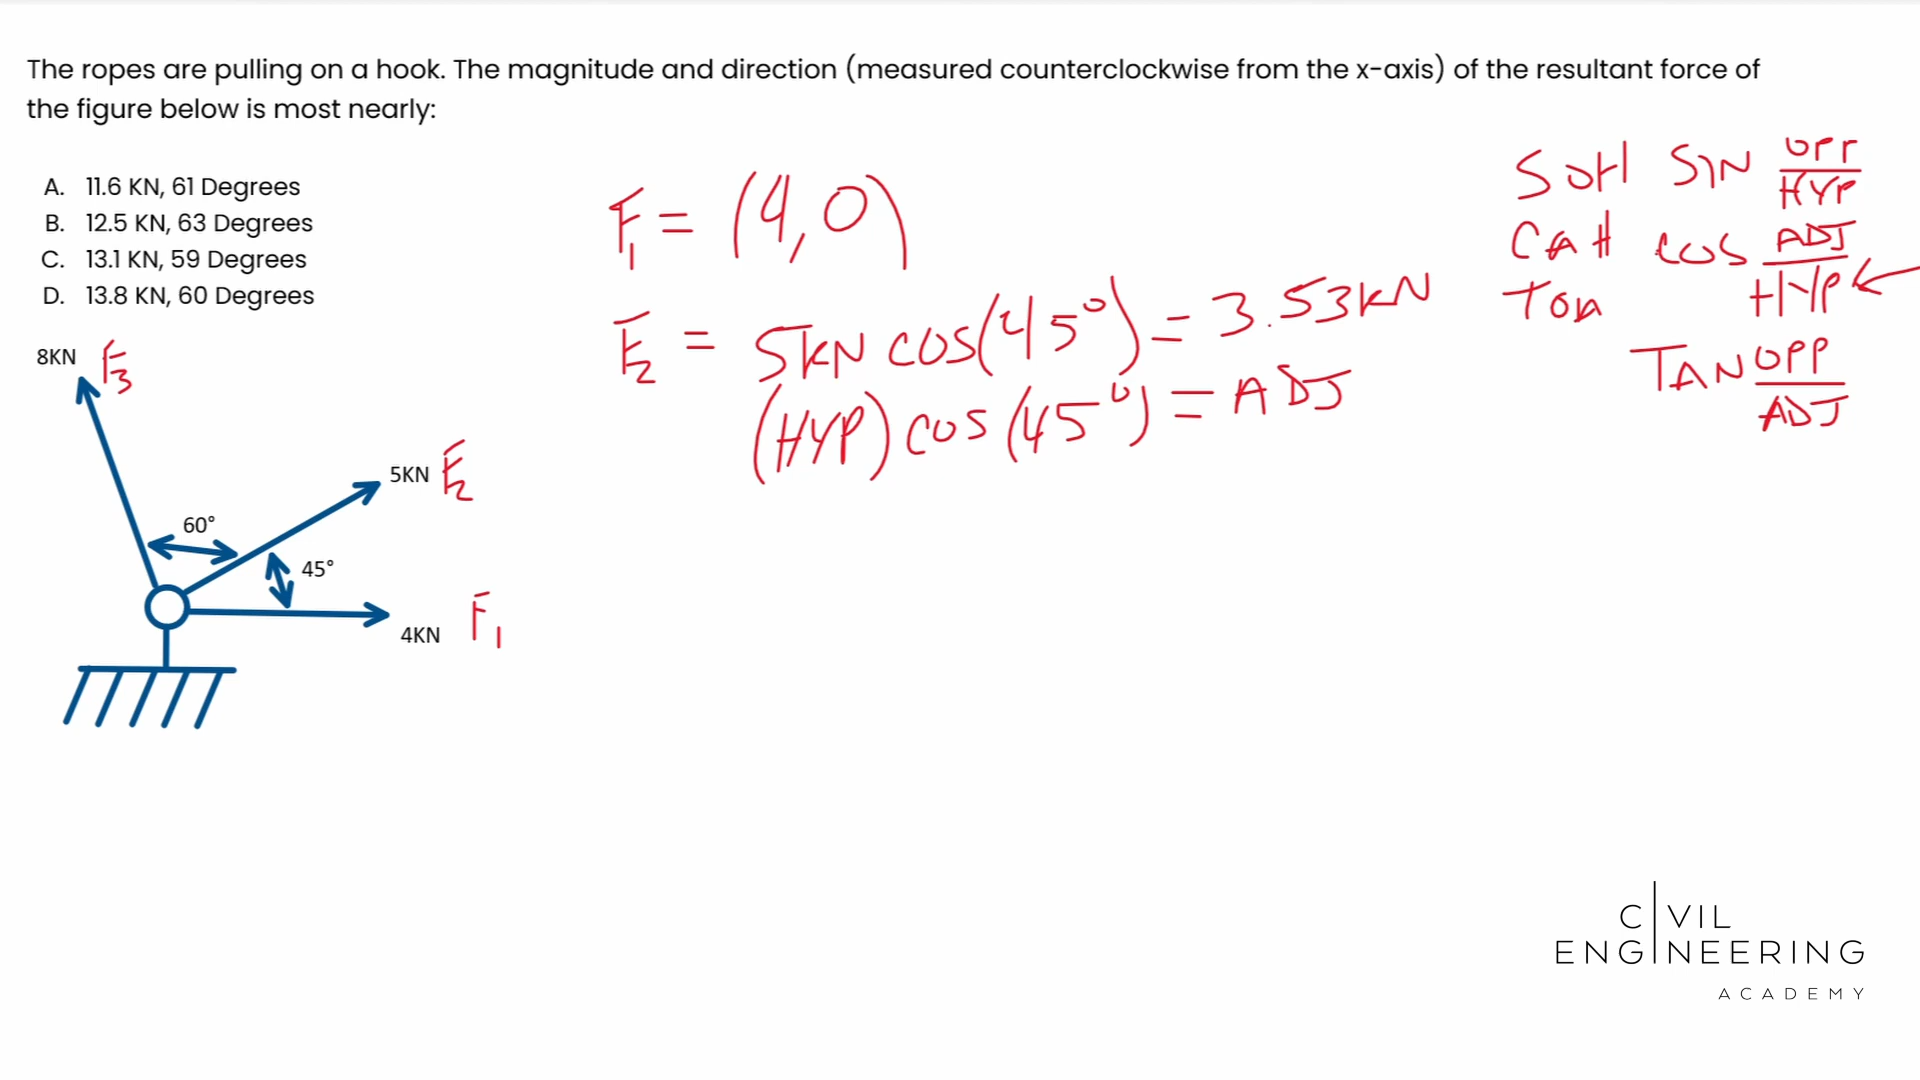 The ropes are pulling on a hook. The magnitude and direction (measured counterclockwise from the x-axis) of the resultant force of
the figure below is most nearly:
A. 11.6 KN, 61 Degrees
B. 12.5 KN, 63 Degrees
C. 13.1 KN, 59 Degrees
D. 13.8 KN, 60 Degrees
8KN F3
5KN F2
60°
45°
4KN F1
F1 = (4,0)
F2 = 5KN COS(45°) = 3.53KN
(HYP) COS (45°) = ADJ
SOH SIN OPP
HYP
CAH COS ADJ
HYP
TOA
TAN OPP
ADJ
CIVIL
ENGINEERING
ACADEMY